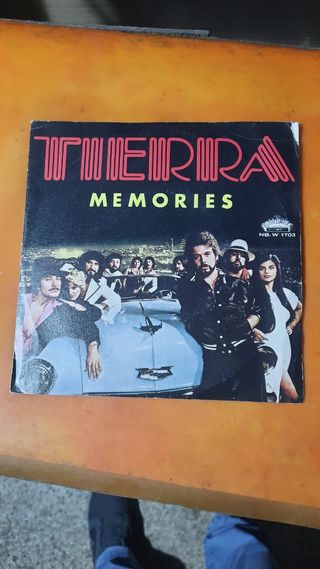 TIERRA
MEMORIES
NB. W 1703